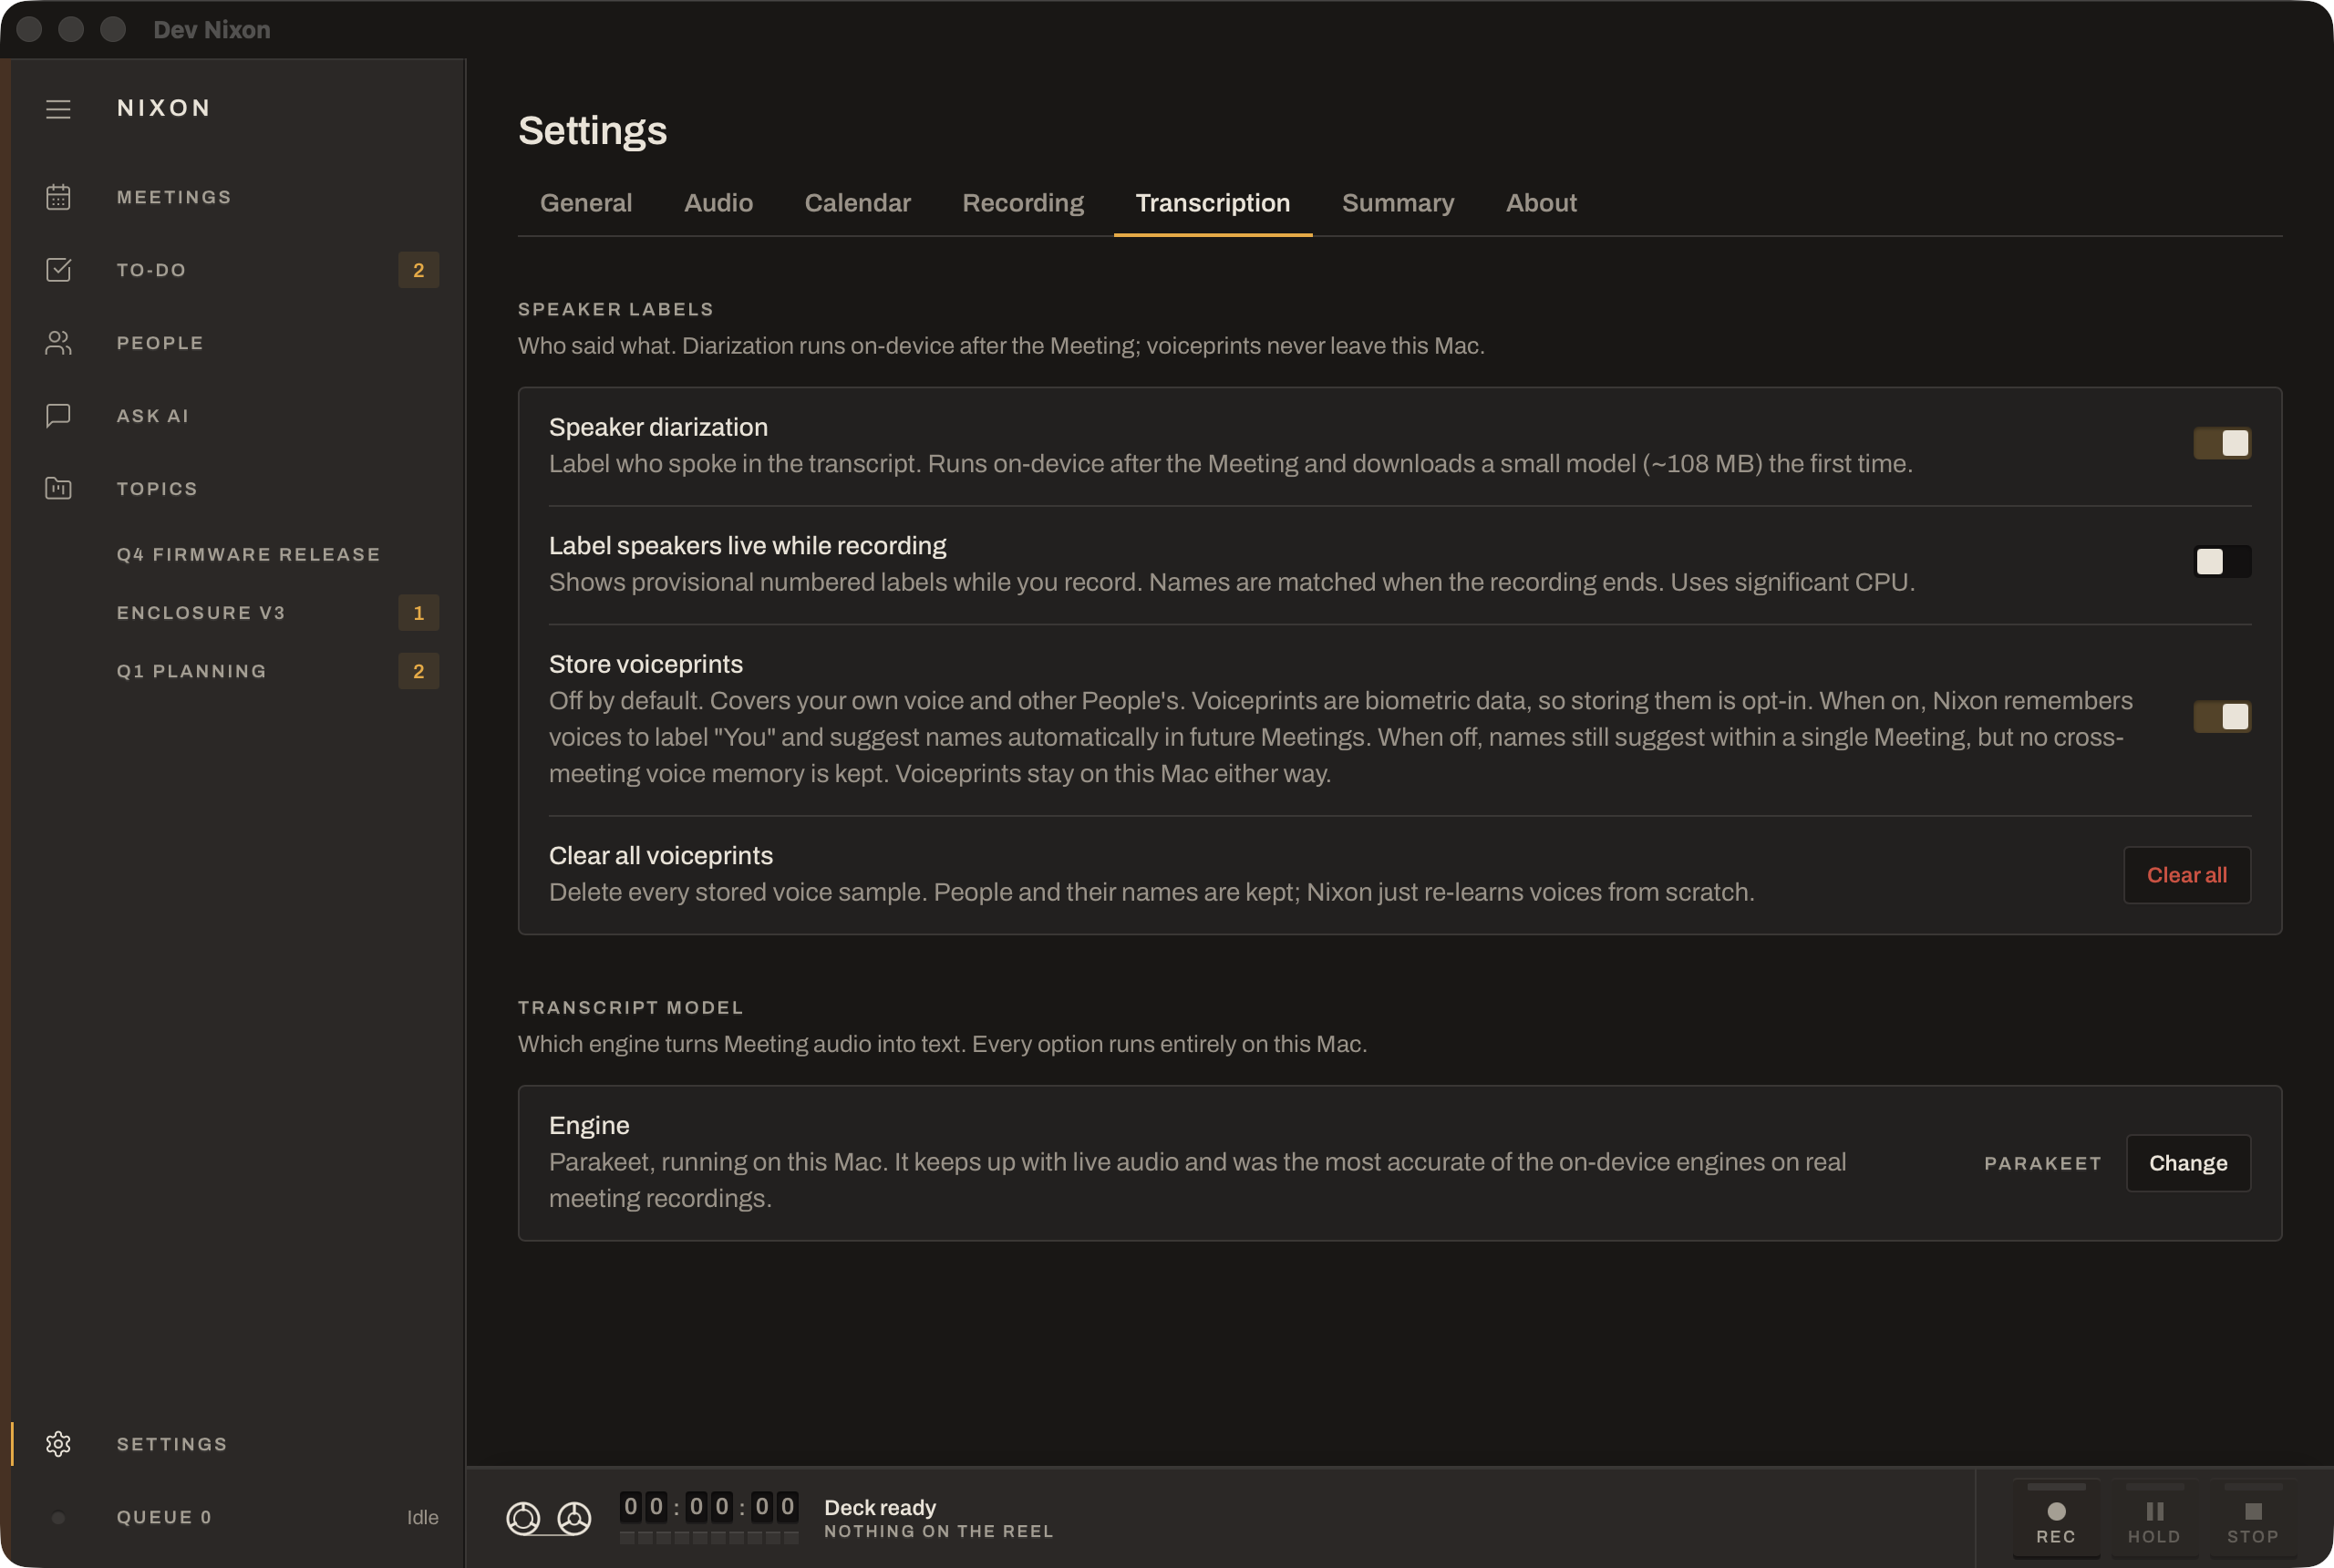 Dev Nixon
NIXON
MEETINGS
TO-DO
2
PEOPLE
ASK AI
TOPICS
Q4 FIRMWARE RELEASE
ENCLOSURE V3
1
Q1 PLANNING
2
SETTINGS
QUEUE 0
Idle
Settings
General
Audio
Calendar
Recording
Transcription
Summary
About
SPEAKER LABELS
Who said what. Diarization runs on-device after the Meeting; voiceprints never leave this Mac.
Speaker diarization
Label who spoke in the transcript. Runs on-device after the Meeting and downloads a small model (~108 MB) the first time.
Label speakers live while recording
Shows provisional numbered labels while you record. Names are matched when the recording ends. Uses significant CPU.
Store voiceprints
Off by default. Covers your own voice and other People's. Voiceprints are biometric data, so storing them is opt-in. When on, Nixon remembers
voices to label "You" and suggest names automatically in future Meetings. When off, names still suggest within a single Meeting, but no cross-
meeting voice memory is kept. Voiceprints stay on this Mac either way.
Clear all voiceprints
Delete every stored voice sample. People and their names are kept; Nixon just re-learns voices from scratch.
Clear all
TRANSCRIPT MODEL
Which engine turns Meeting audio into text. Every option runs entirely on this Mac.
Engine
Parakeet, running on this Mac. It keeps up with live audio and was the most accurate of the on-device engines on real
meeting recordings.
PARAKEET
Change
00:00:00
Deck ready
NOTHING ON THE REEL
REC
HOLD
STOP